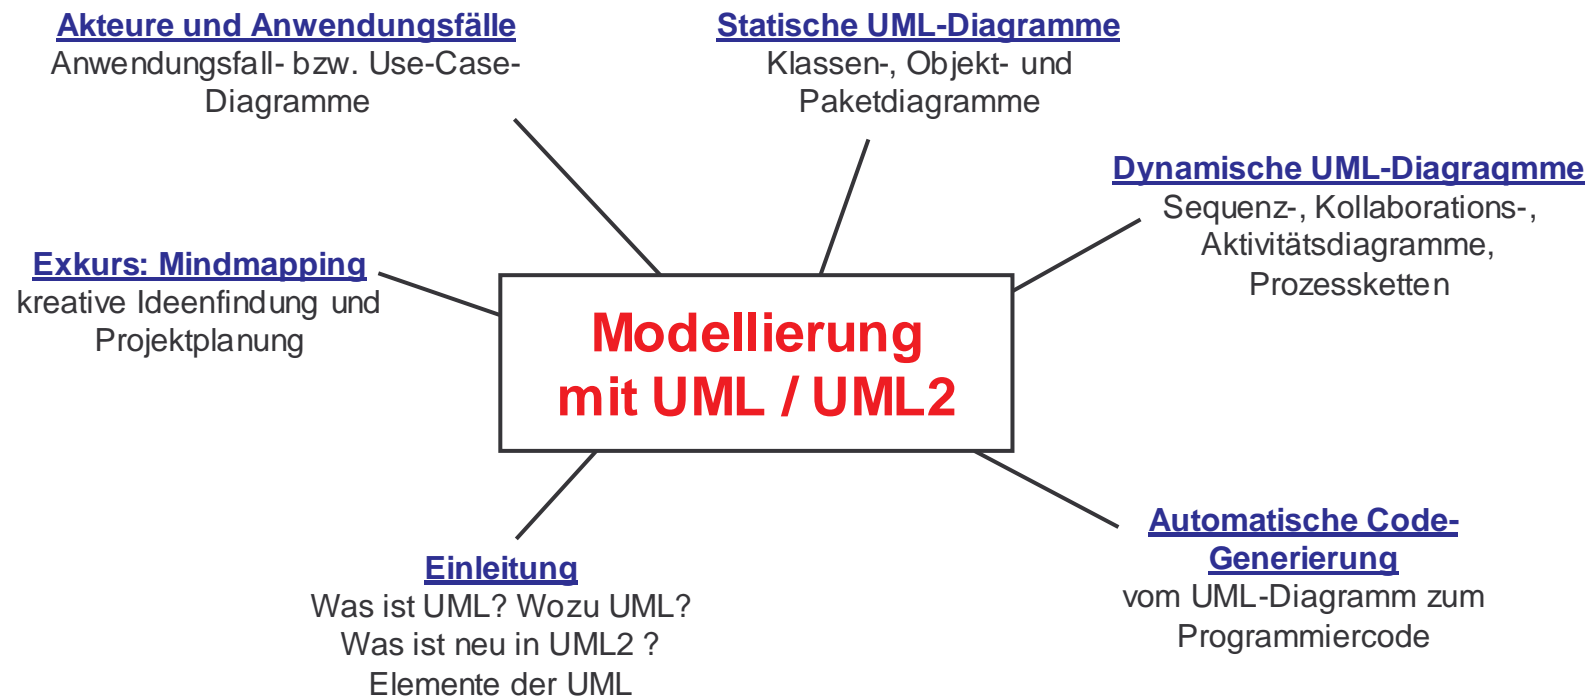 Akteure und Anwendungsfälle
Anwendungsfall- bzw. Use-Case-
Diagramme
Statische UML-Diagramme
Klassen-, Objekt- und
Paketdiagramme
Dynamische UML-Diagraqmme
Sequenz-, Kollaborations-,
Aktivitätsdiagramme,
Prozessketten
Exkurs: Mindmapping
kreative Ideenfindung und
Projektplanung
Modellierung
mit UML / UML2
Einleitung
Was ist UML? Wozu UML?
Was ist neu in UML2 ?
Elemente der UML
Automatische Code-
Generierung
vom UML-Diagramm zum
Programmiercode